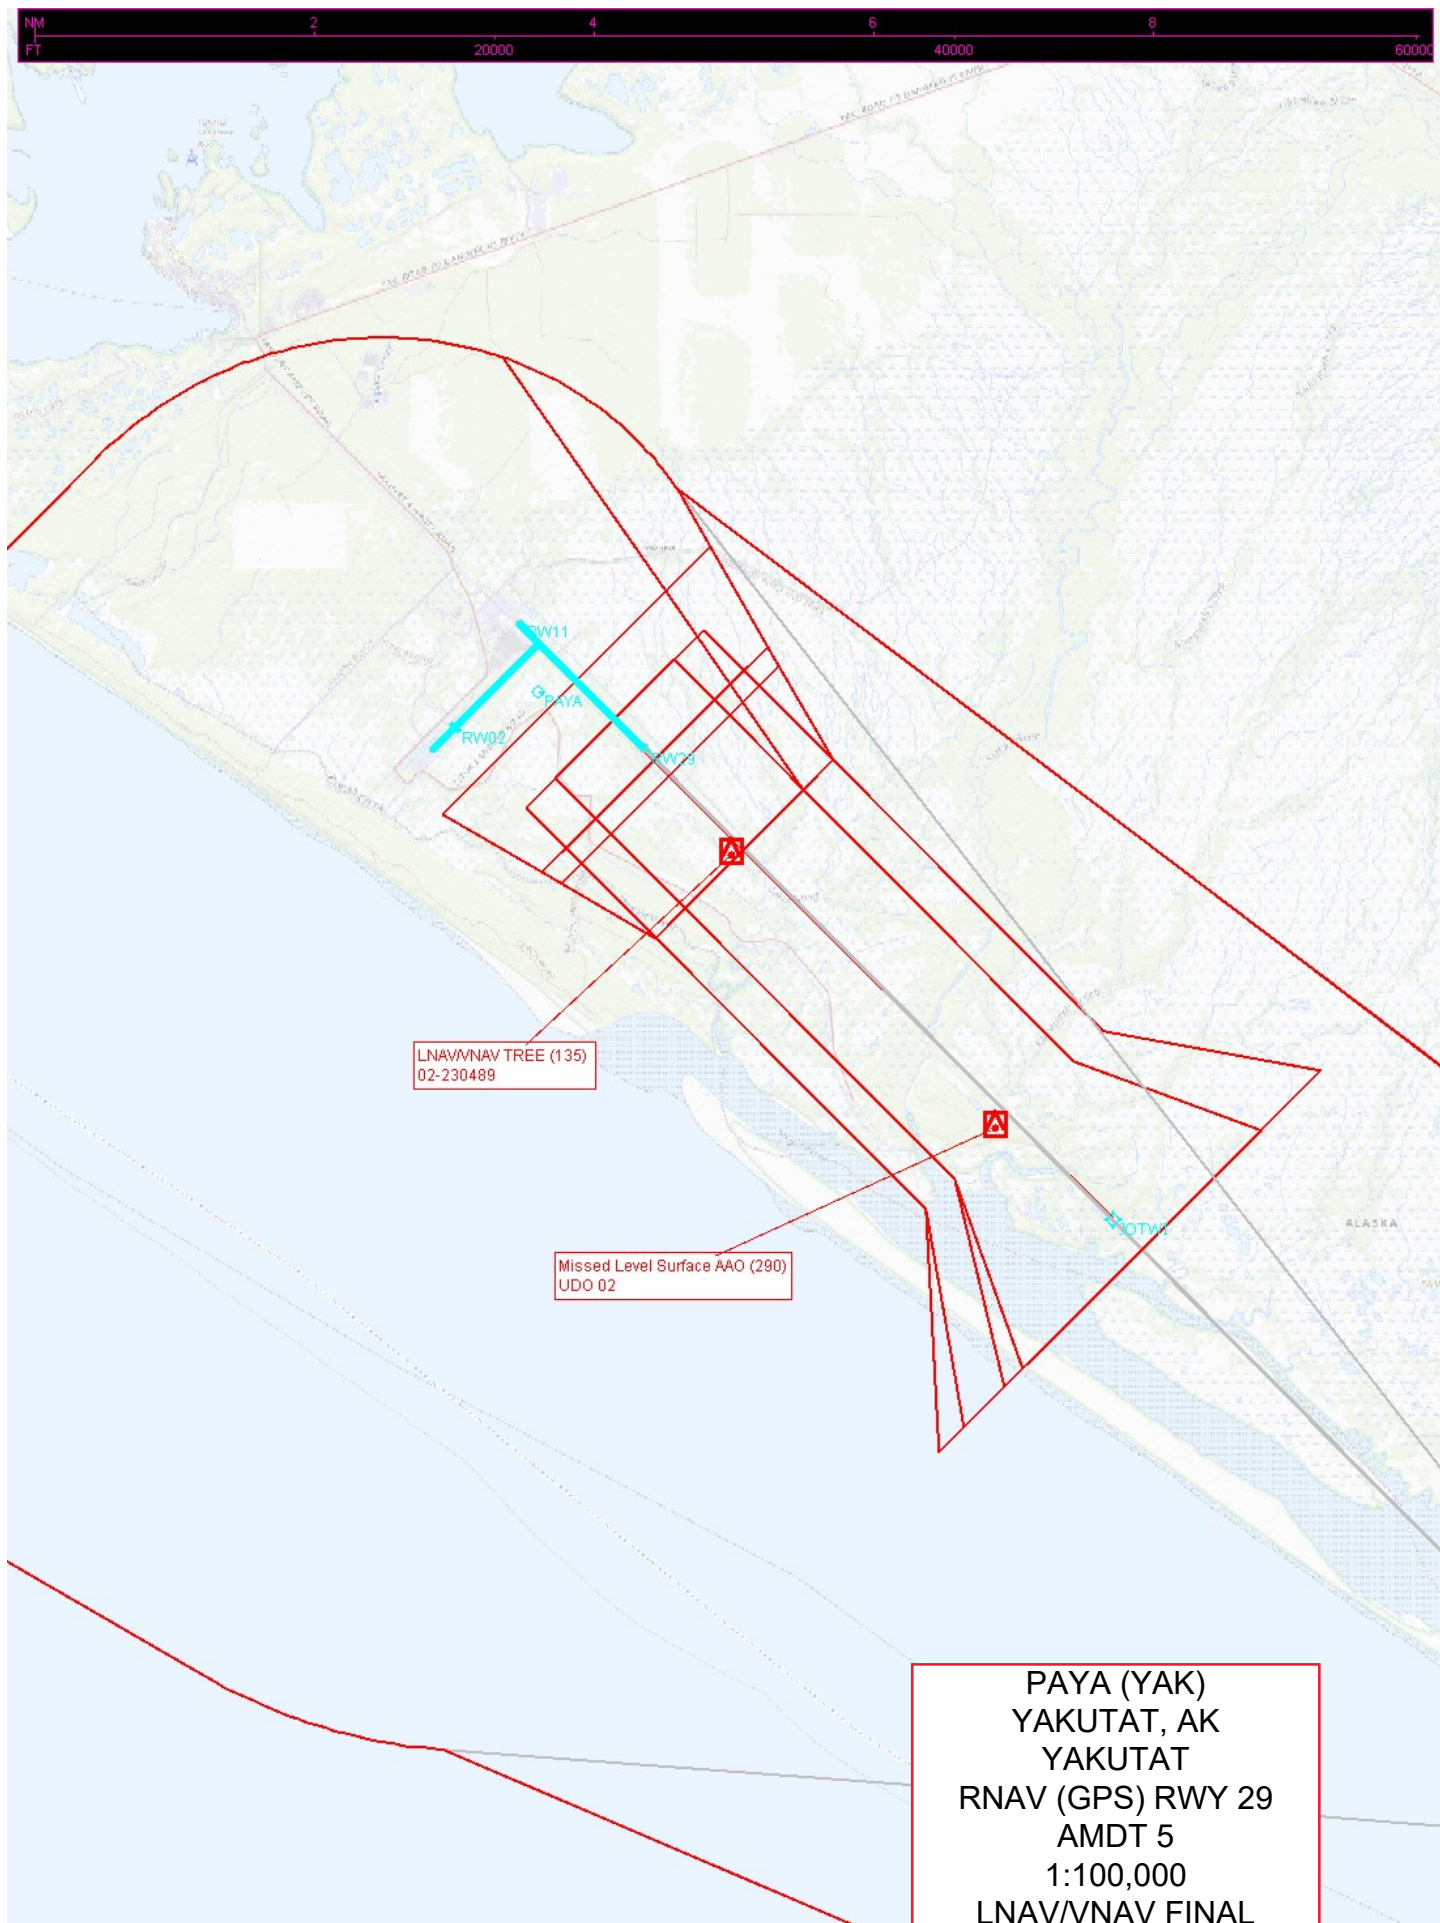 NM 2 4 6 8
FT 20000 40000 60000
RW11
PAYA
RW02
RW29
LNAV/VNAV TREE (135)
02-230489
Missed Level Surface AAO (290)
UDO 02
JOTWI
ALASKA
PAYA (YAK)
YAKUTAT, AK
YAKUTAT
RNAV (GPS) RWY 29
AMDT 5
1:100,000
LNAV/VNAV FINAL